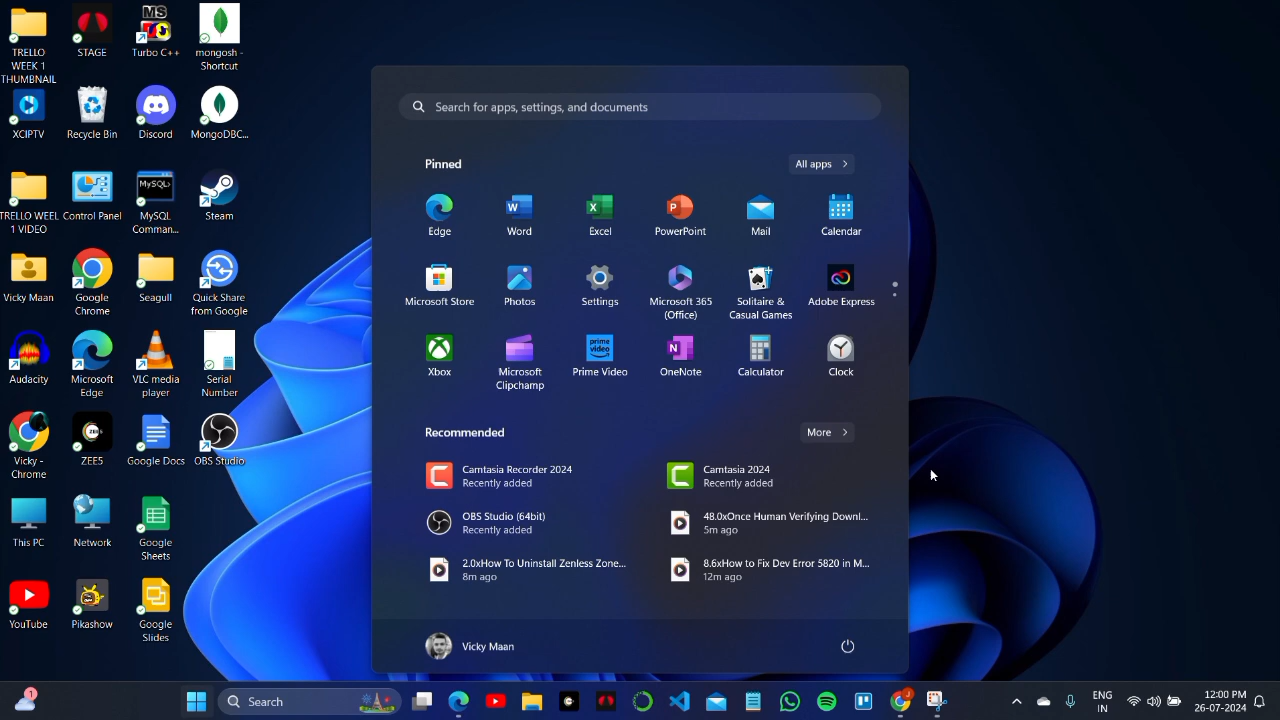 TRELLO
WEEK 1
THUMBNAIL
STAGE
MS
Turbo C++
mongosh -
Shortcut
XCIPTV
Recycle Bin
Discord
MongoDBC...
TRELLO WEEL
1 VIDEO
Control Panel
MySQL>
MySQL
Comman...
Steam
Vicky Maan
Google
Chrome
Seagull
Quick Share
from Google
Audacity
Microsoft
Edge
VLC media
player
Serial
Number
Vicky -
Chrome
ZEE5
Google Docs
OBS Studio
This PC
Network
Google
Sheets
YouTube
Pikashow
Google
Slides
Search for apps, settings, and documents
Pinned
All apps
Edge
Word
Excel
PowerPoint
Mail
Calendar
Microsoft Store
Photos
Settings
Microsoft 365
(Office)
Solitaire &
Casual Games
Adobe Express
Xbox
Microsoft
Clipchamp
prime
video
Prime Video
OneNote
Calculator
Clock
Recommended
More
Camtasia Recorder 2024
Recently added
Camtasia 2024
Recently added
OBS Studio (64bit)
Recently added
48.0xOnce Human Verifying Downl...
5m ago
2.0xHow To Uninstall Zenless Zone...
8m ago
8.6xHow to Fix Dev Error 5820 in M...
12m ago
Vicky Maan
1
Search
ENG
IN
12:00 PM
26-07-2024